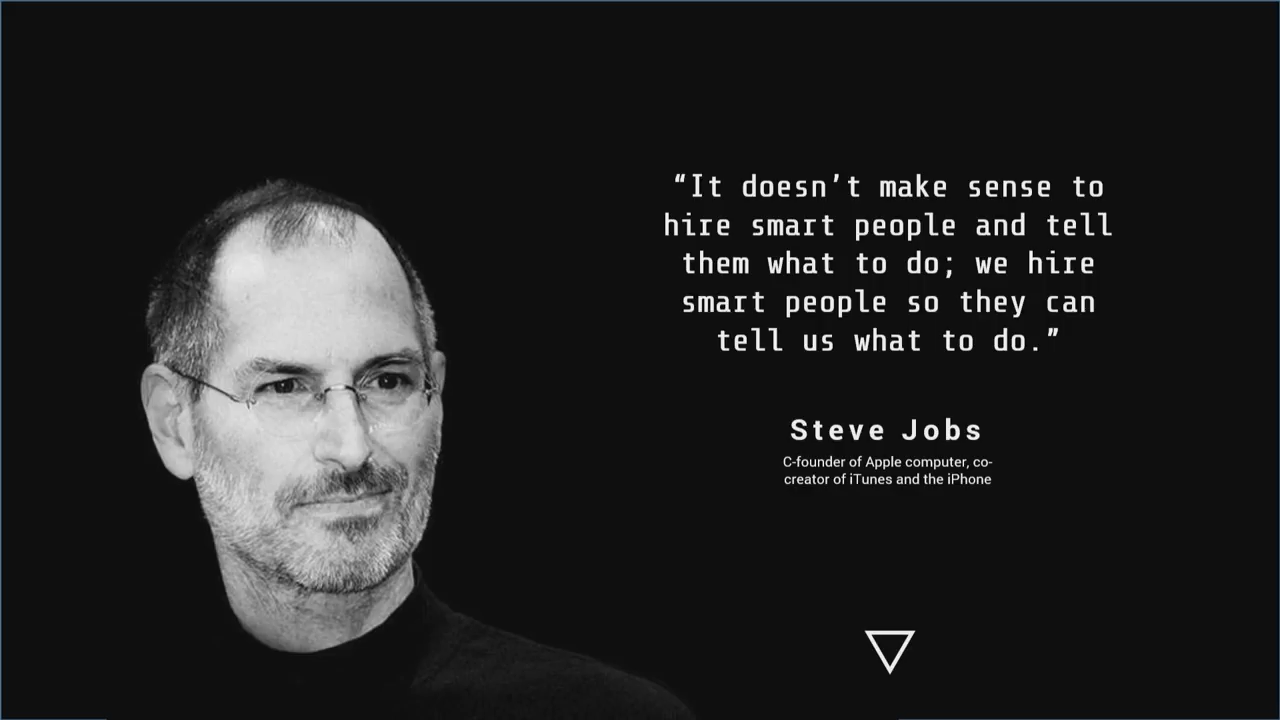 “It doesn’t make sense to
hire smart people and tell
them what to do; we hire
smart people so they can
tell us what to do.”
Steve Jobs
C-founder of Apple computer, co-
creator of iTunes and the iPhone